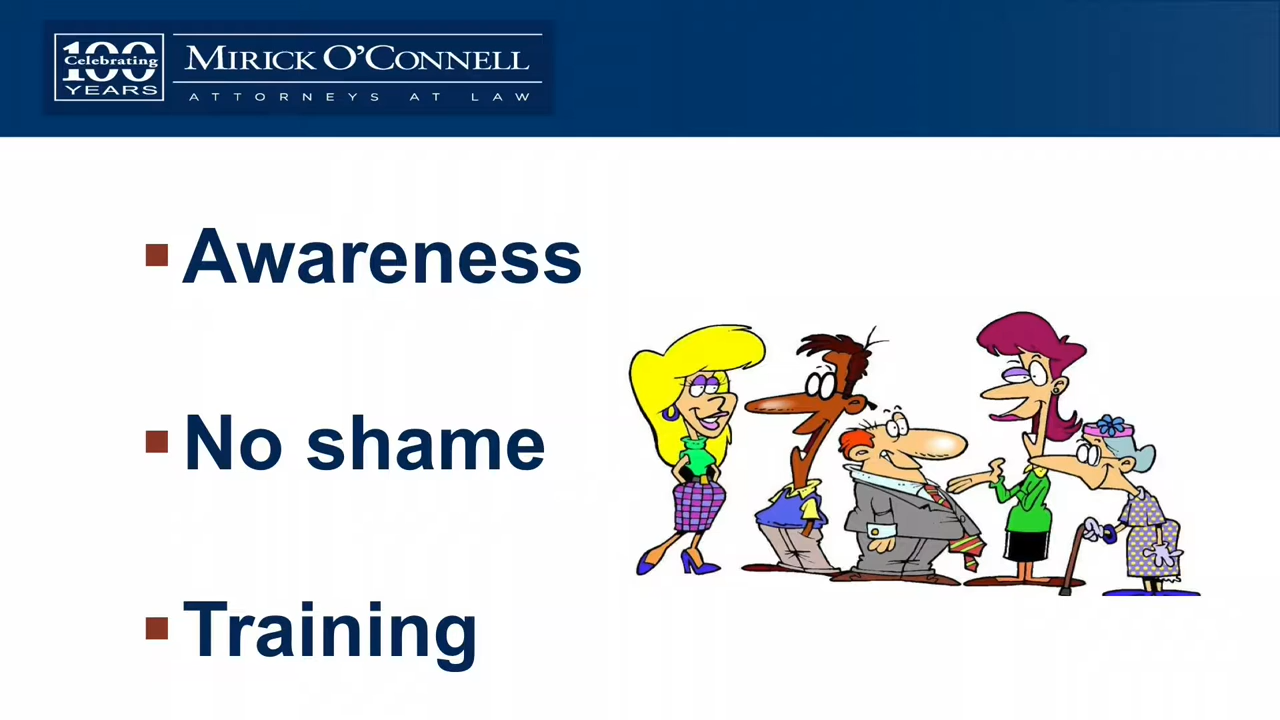 100
Celebrating
YEARS
MIRICK O'CONNELL
ATTORNEYS AT LAW
Awareness
No shame
Training